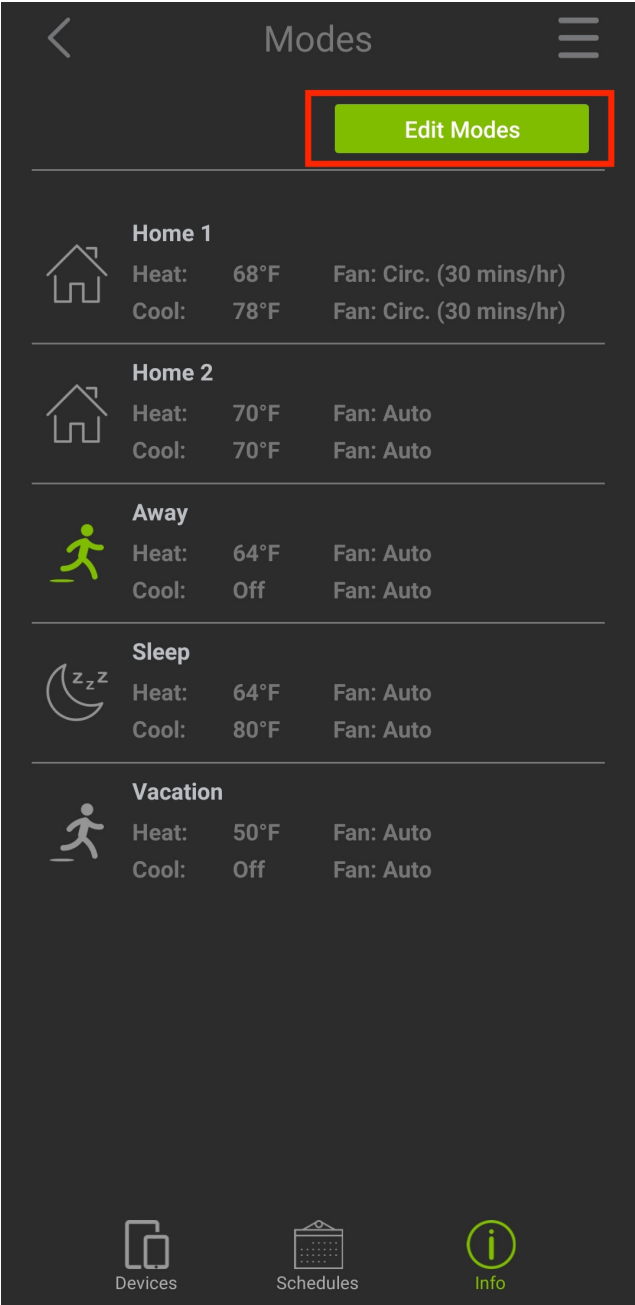 Modes
Edit Modes
Home 1
Heat: 68°F Fan: Circ. (30 mins/hr)
Cool: 78°F Fan: Circ. (30 mins/hr)
Home 2
Heat: 70°F Fan: Auto
Cool: 70°F Fan: Auto
Away
Heat: 64°F Fan: Auto
Cool: Off Fan: Auto
Sleep
zzz
Heat: 64°F Fan: Auto
Cool: 80°F Fan: Auto
Vacation
Heat: 50°F Fan: Auto
Cool: Off Fan: Auto
Devices Schedules Info